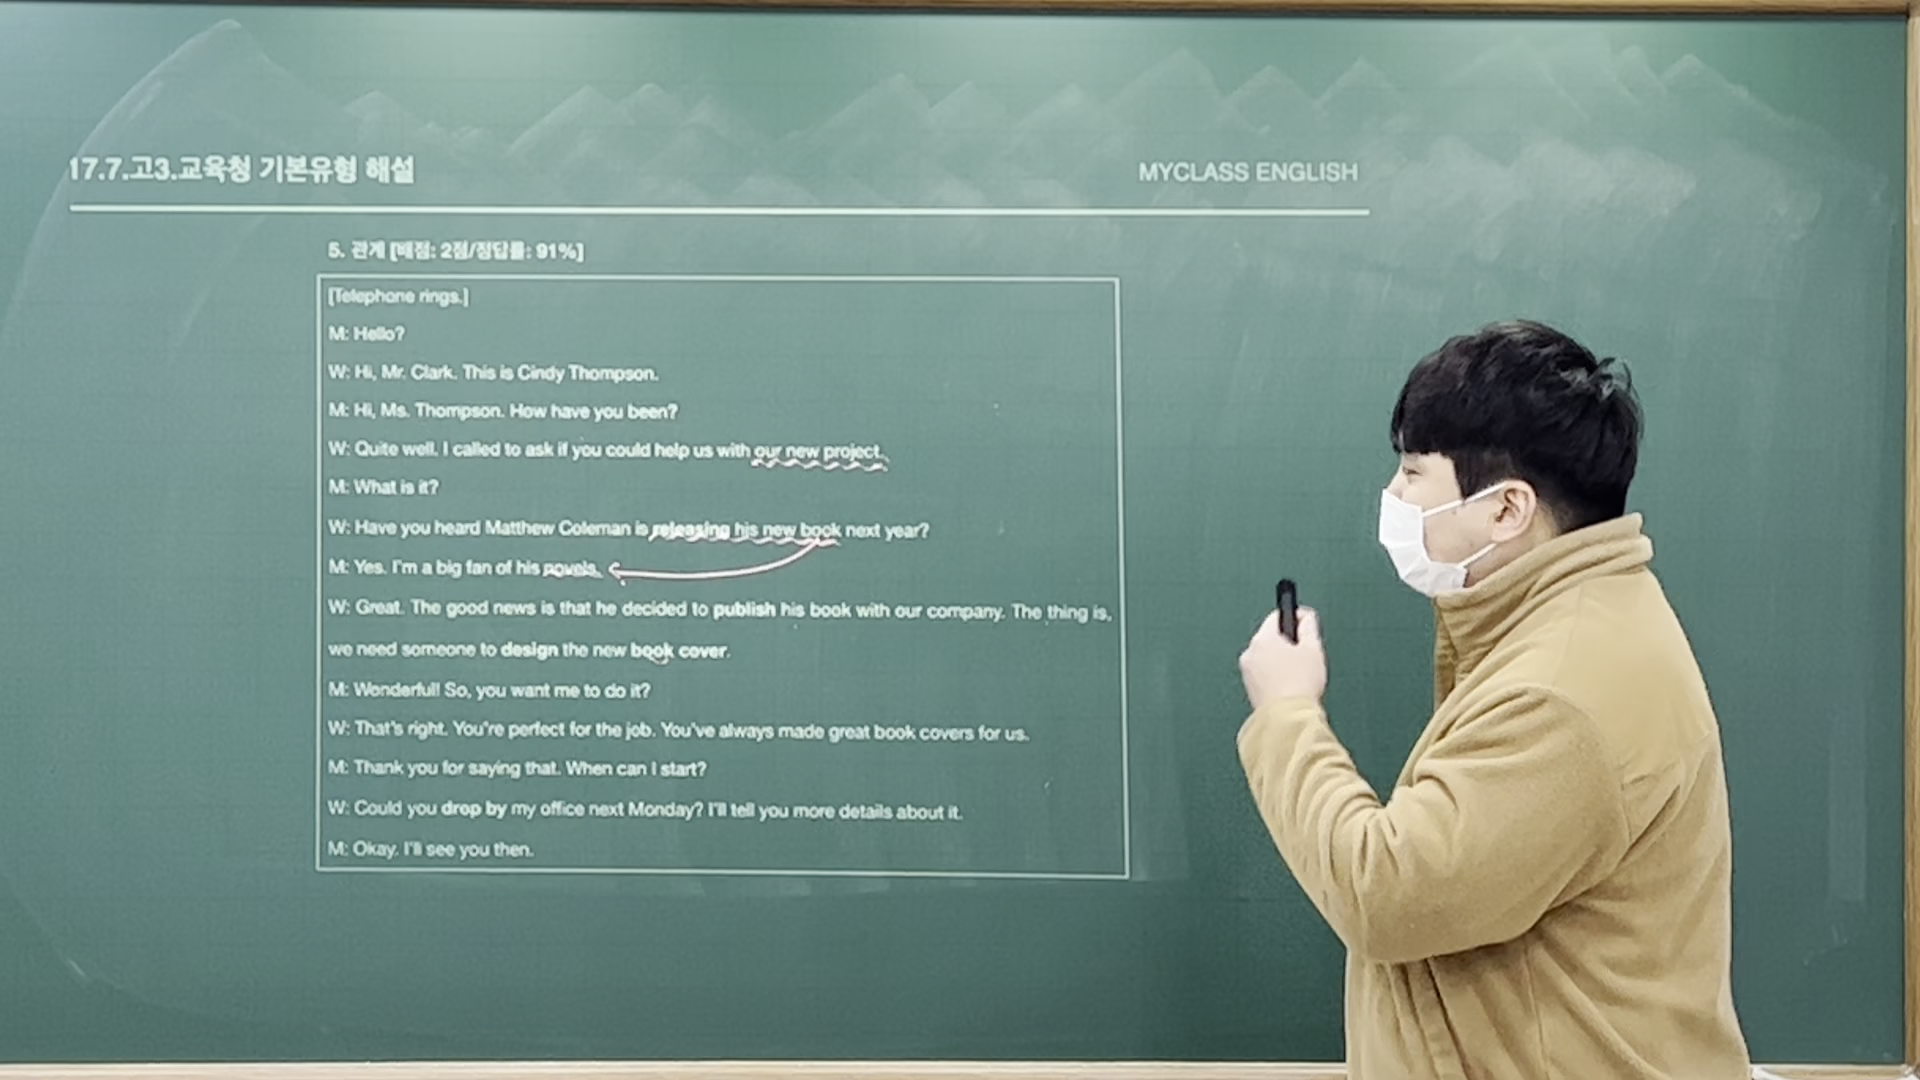 17.7.고3.교육청 기본유형 해설
MYCLASS ENGLISH
5. 관계 [배점: 2점/정답률: 91%]
[Telephone rings.]
M: Hello?
W: Hi, Mr. Clark. This is Cindy Thompson.
M: Hi, Ms. Thompson. How have you been?
W: Quite well. I called to ask if you could help us with our new project.
M: What is it?
W: Have you heard Matthew Coleman is releasing his new book next year?
M: Yes. I'm a big fan of his novels.
W: Great. The good news is that he decided to publish his book with our company. The thing is,
we need someone to design the new book cover.
M: Wonderful! So, you want me to do it?
W: That's right. You're perfect for the job. You've always made great book covers for us.
M: Thank you for saying that. When can I start?
W: Could you drop by my office next Monday? I'll tell you more details about it.
M: Okay. I'll see you then.